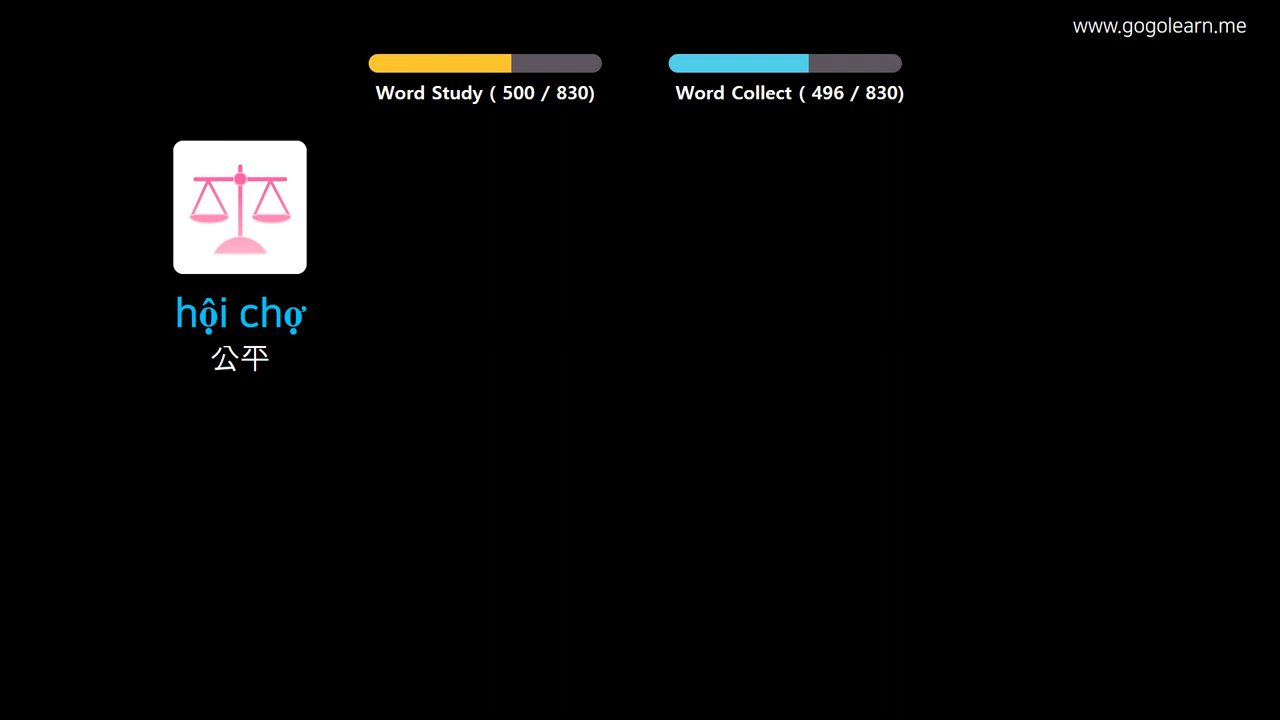 www.gogolearn.me
Word Study ( 500 / 830)
Word Collect ( 496 / 830)
hội chợ
公平